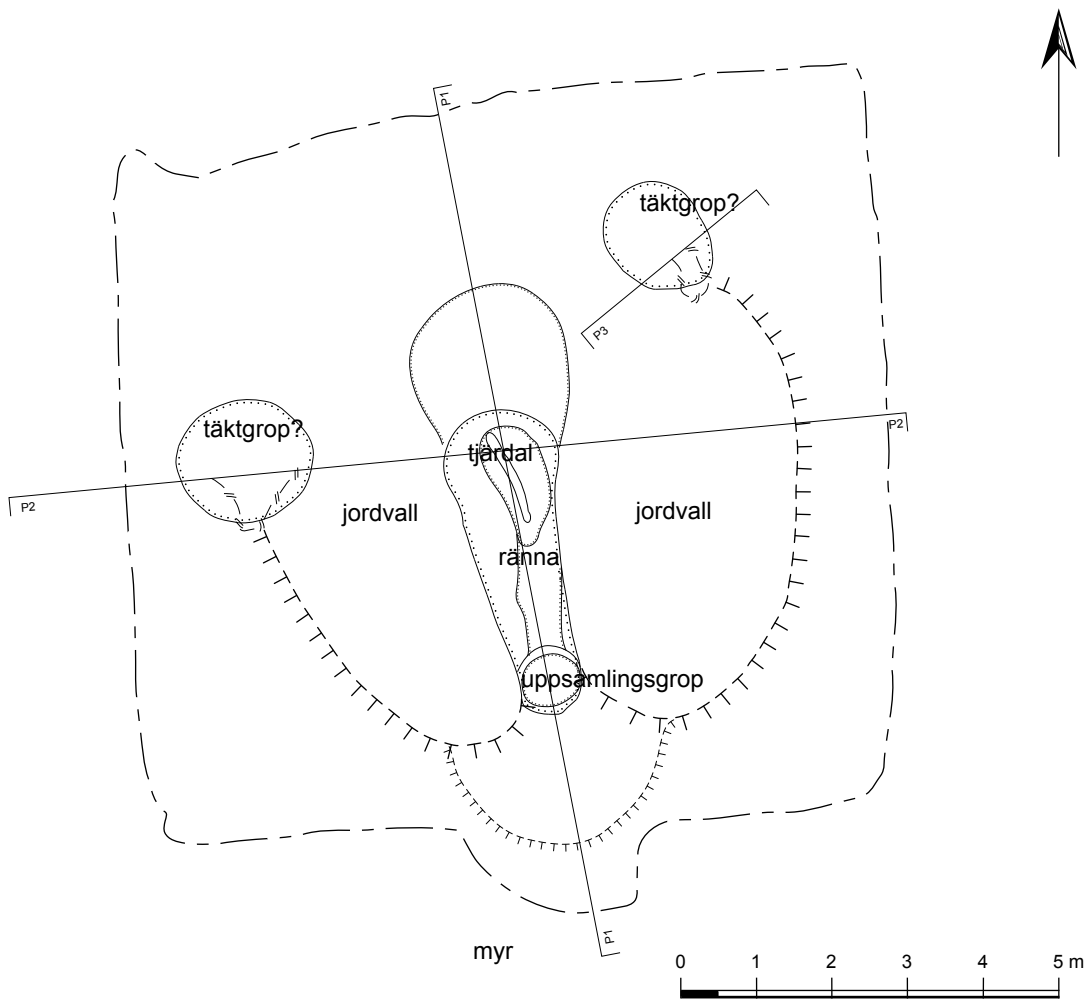 P1
täktgrop?
P3
täktgrop?
P2
tjärdal
P2
jordvall
jordvall
ränna
uppsamlingsgrop
P1
myr
0 1 2 3 4 5 m